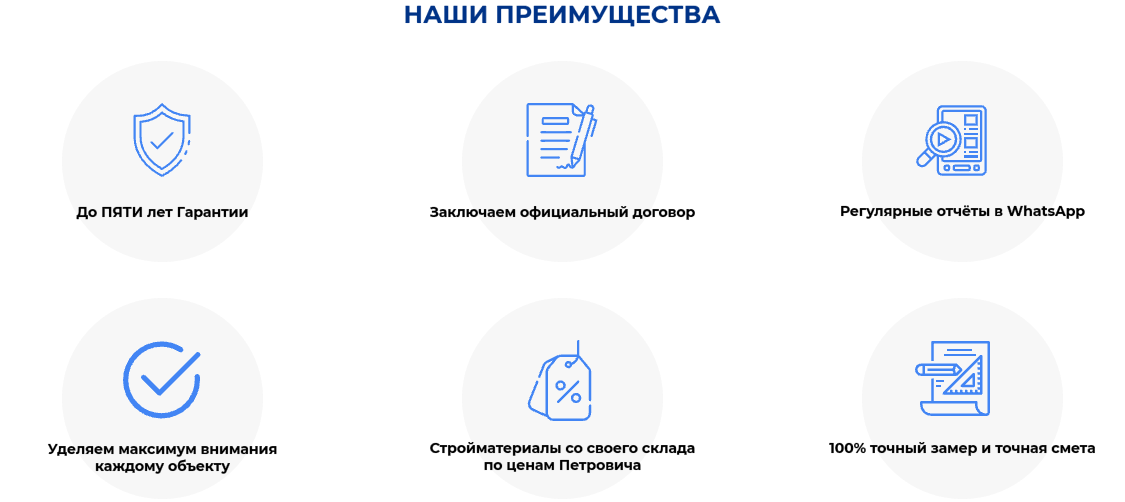 НАШИ ПРЕИМУЩЕСТВА
До ПЯТИ лет Гарантии
Заключаем официальный договор
Регулярные отчёты в WhatsApp
Уделяем максимум внимания
каждому объекту
Стройматериалы со своего склада
по ценам Петровича
100% точный замер и точная смета